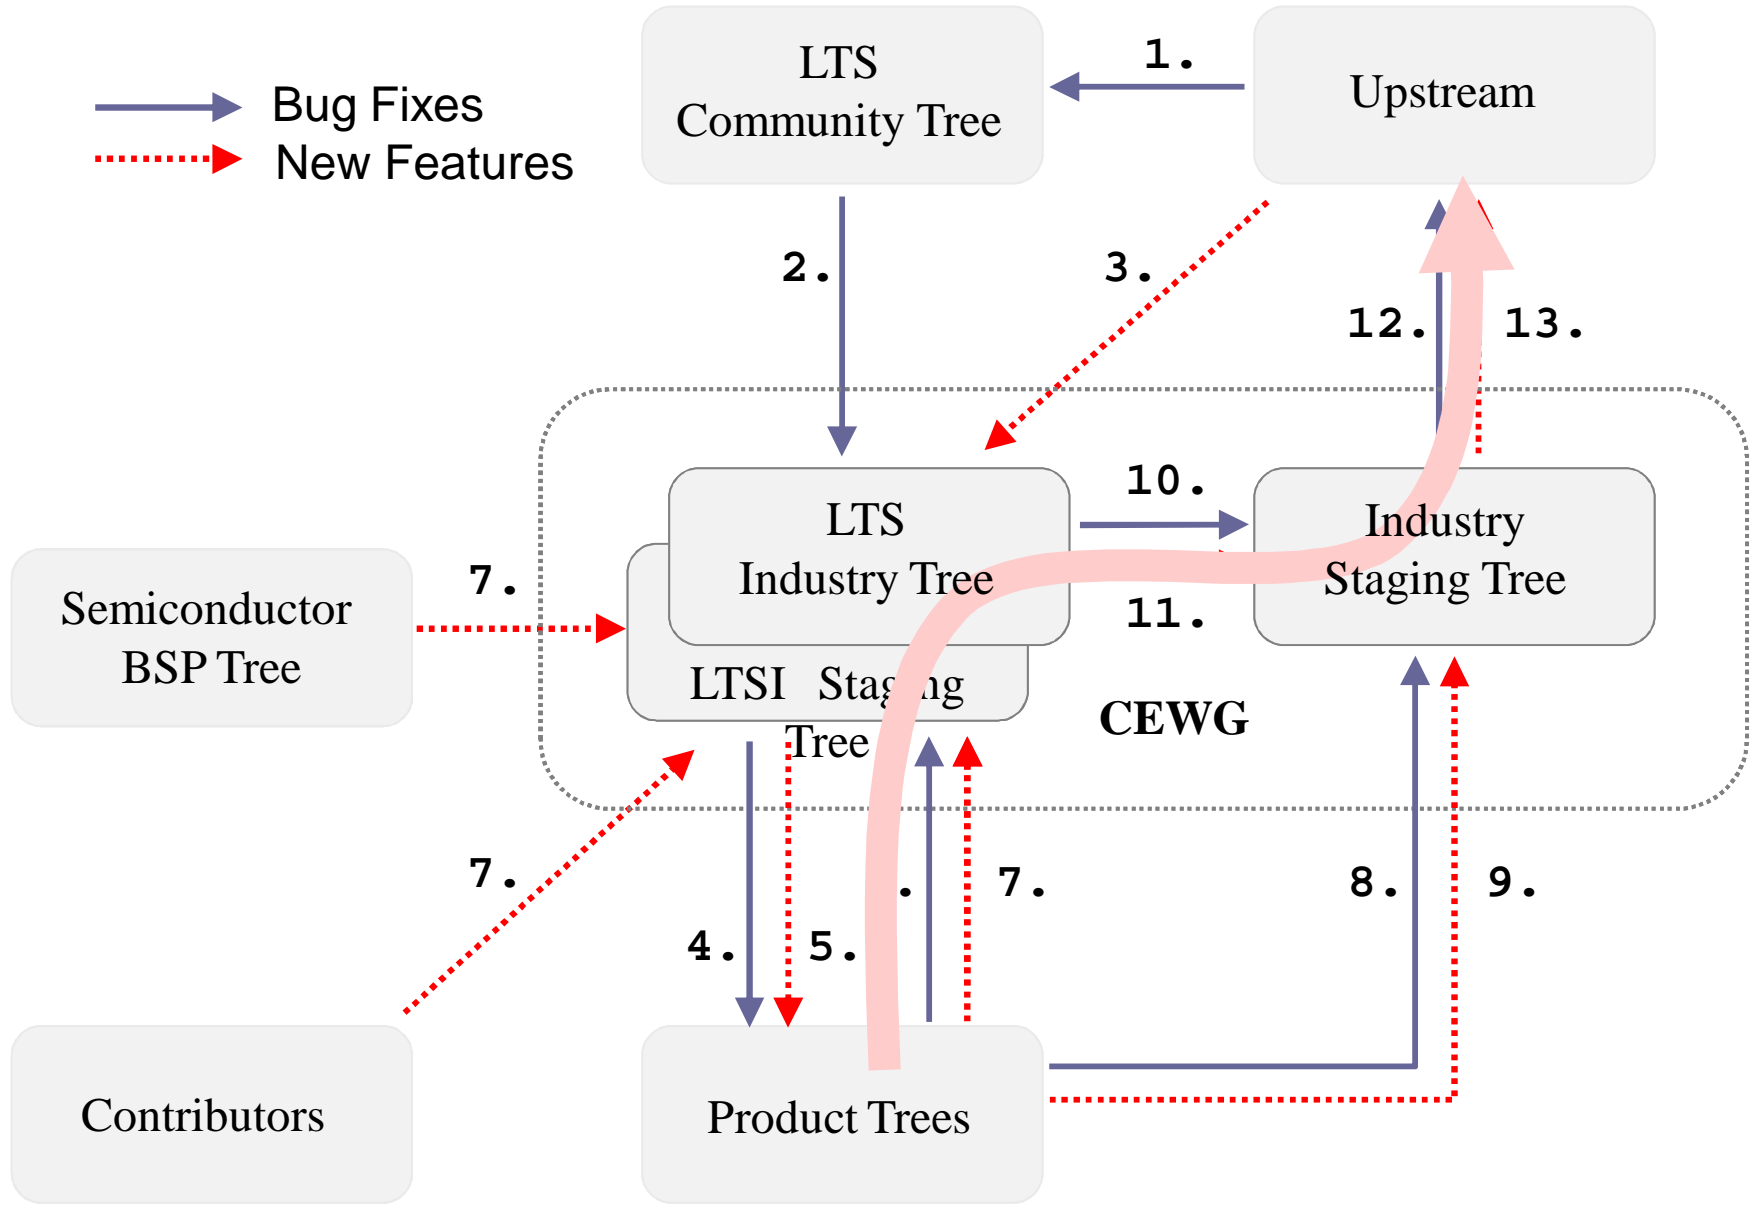 LTS
Community Tree
1.
Upstream
Bug Fixes
New Features
2.
3.
12.
13.
LTS
Industry Tree
10.
Industry
Staging Tree
11.
7.
Semiconductor
BSP Tree
LTSI Staging
Tree
CEWG
7.
4.
5.
.
7.
8.
9.
Contributors
Product Trees